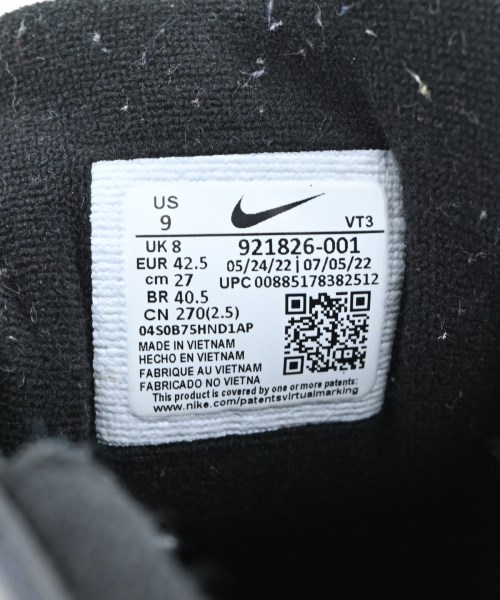 US
9
VT3
UK 8
EUR 42.5
cm 27
BR 40.5
CN 270(2.5)
921826-001
05/24/22 | 07/05/22
UPC 00885178382512
04S0B75HND1AP
MADE IN VIETNAM
HECHO EN VIETNAM
FABRIQUE AU VIETNAM
FABRICADO NO VIETNA
This product is covered by one or more patents:
www.nike.com/patentsvirtualmarking